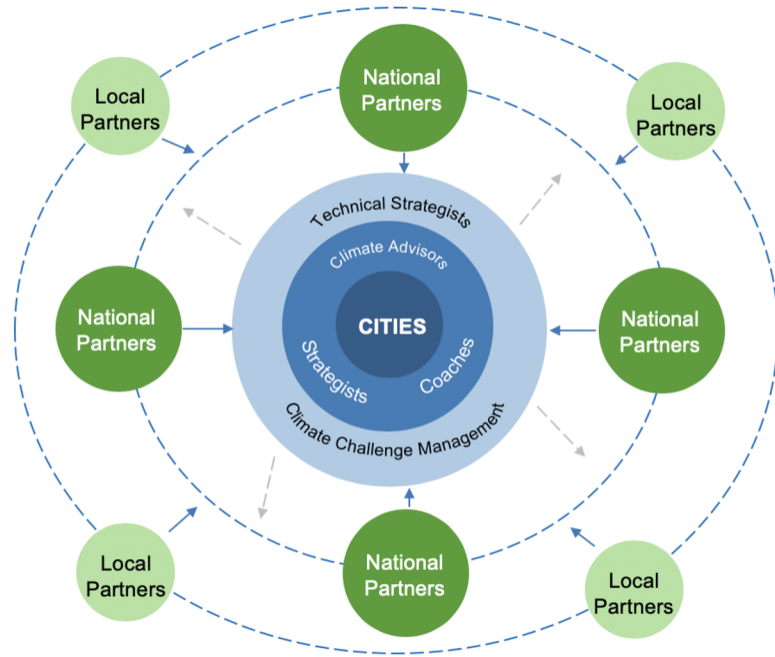 National
Partners
Local
Partners
Local
Partners
Technical Strategists
Climate Advisors
National
Partners
CITIES
National
Partners
Strategists
Coaches
Climate Challenge Management
Local
Partners
National
Partners
Local
Partners